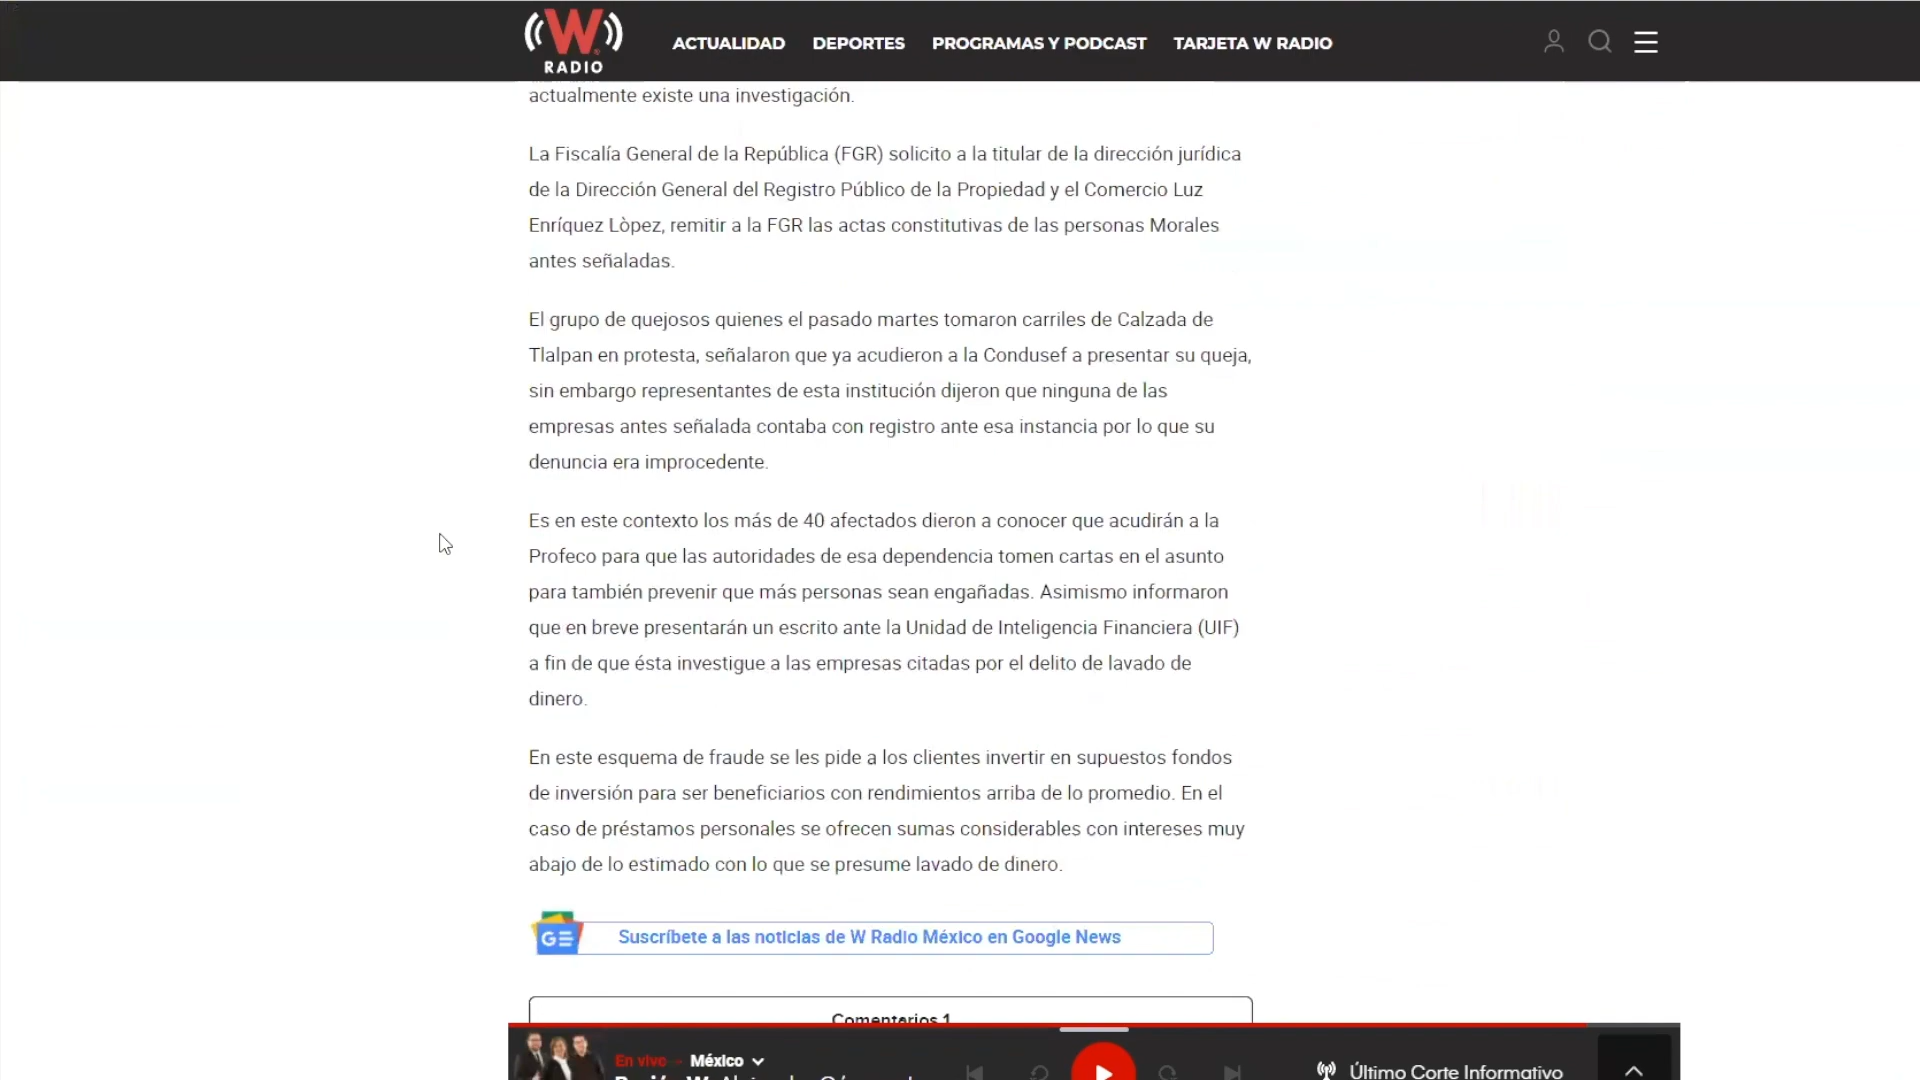 W
RADIO
ACTUALIDAD DEPORTES PROGRAMAS Y PODCAST TARJETA W RADIO
actualmente existe una investigación.
La Fiscalía General de la República (FGR) solicito a la titular de la dirección jurídica
de la Dirección General del Registro Público de la Propiedad y el Comercio Luz
Enríquez Lòpez, remitir a la FGR las actas constitutivas de las personas Morales
antes señaladas.
El grupo de quejosos quienes el pasado martes tomaron carriles de Calzada de
Tlalpan en protesta, señalaron que ya acudieron a la Condusef a presentar su queja,
sin embargo representantes de esta institución dijeron que ninguna de las
empresas antes señalada contaba con registro ante esa instancia por lo que su
denuncia era improcedente.
Es en este contexto los más de 40 afectados dieron a conocer que acudirán a la
Profeco para que las autoridades de esa dependencia tomen cartas en el asunto
para también prevenir que más personas sean engañadas. Asimismo informaron
que en breve presentarán un escrito ante la Unidad de Inteligencia Financiera (UIF)
a fin de que ésta investigue a las empresas citadas por el delito de lavado de
dinero.
En este esquema de fraude se les pide a los clientes invertir en supuestos fondos
de inversión para ser beneficiarios con rendimientos arriba de lo promedio. En el
caso de préstamos personales se ofrecen sumas considerables con intereses muy
abajo de lo estimado con lo que se presume lavado de dinero.
Suscríbete a las noticias de W Radio México en Google News
Comentarios 1
En vivo México
Último Corte Informativo